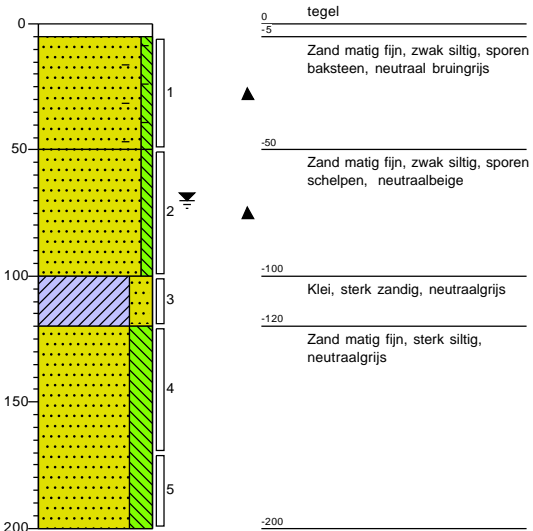 0
50
100
150
200
1
2
3
4
5
0
tegel
-5
Zand matig fijn, zwak siltig, sporen
baksteen, neutraal bruingrijs
-50
Zand matig fijn, zwak siltig, sporen
schelpen, neutraalbeige
-100
Klei, sterk zandig, neutraalgrijs
-120
Zand matig fijn, sterk siltig,
neutraalgrijs
-200